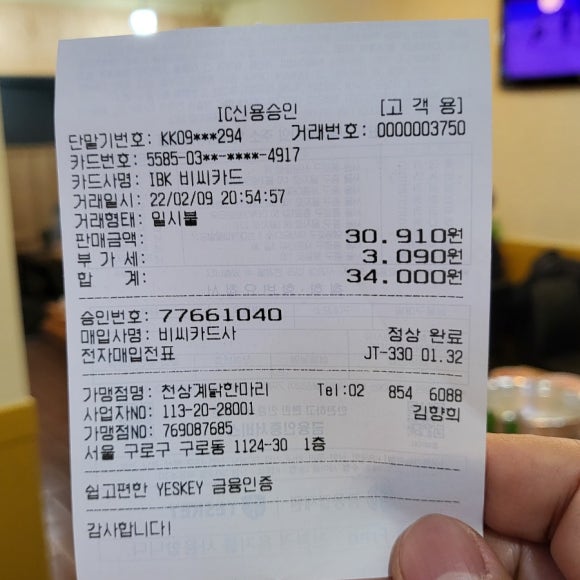 IC신용승인 [고 객 용]
단말기번호: KK09***294 거래번호: 0000003750
카드번호: 5585-03**-****-4917
카드사명: IBK 비씨카드
거래일시: 22/02/09 20:54:57
거래형태: 일시불
판매금액: 30.910원
부 가 세: 3.090원
합 계: 34.000원
승인번호: 77661040
매입사명: 비씨카드사 정상 완료
전자매입전표 JT-330 01.32
가맹점명: 천상계닭한마리 Tel:02 854 6088
사업자NO: 113-20-28001 김향희
가맹점NO: 769087685
서울 구로구 구로동 1124-30 1층
쉽고편한 YESKEY 금융인증
감사합니다!